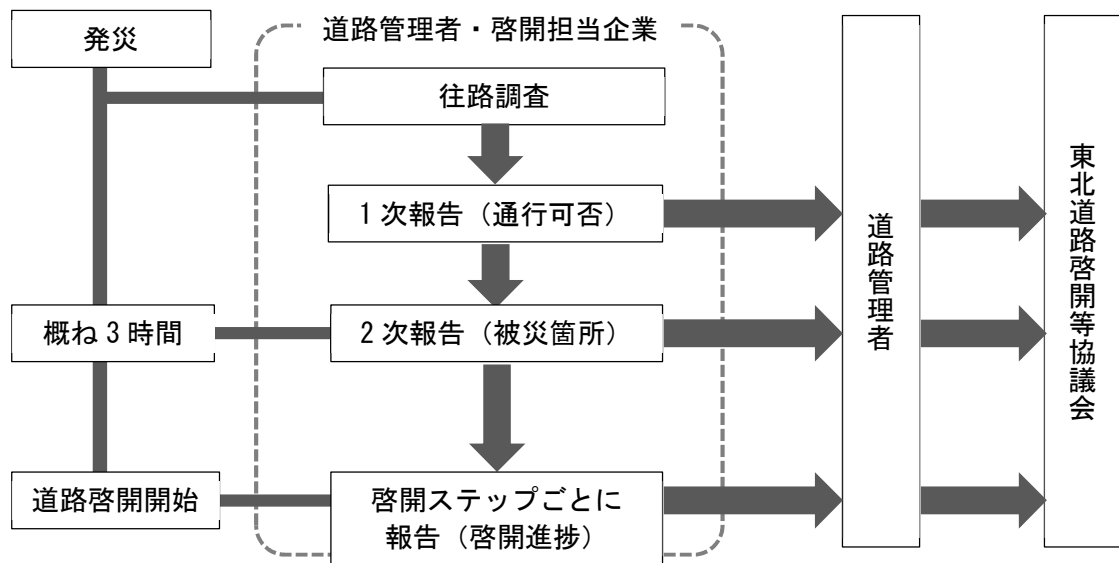 発災
道路管理者・啓開担当企業
往路調査
1次報告（通行可否）
概ね3時間
2次報告（被災箇所）
道路啓開開始
啓開ステップごとに
報告（啓開進捗）
道路管理者
東北道路啓開等協議会